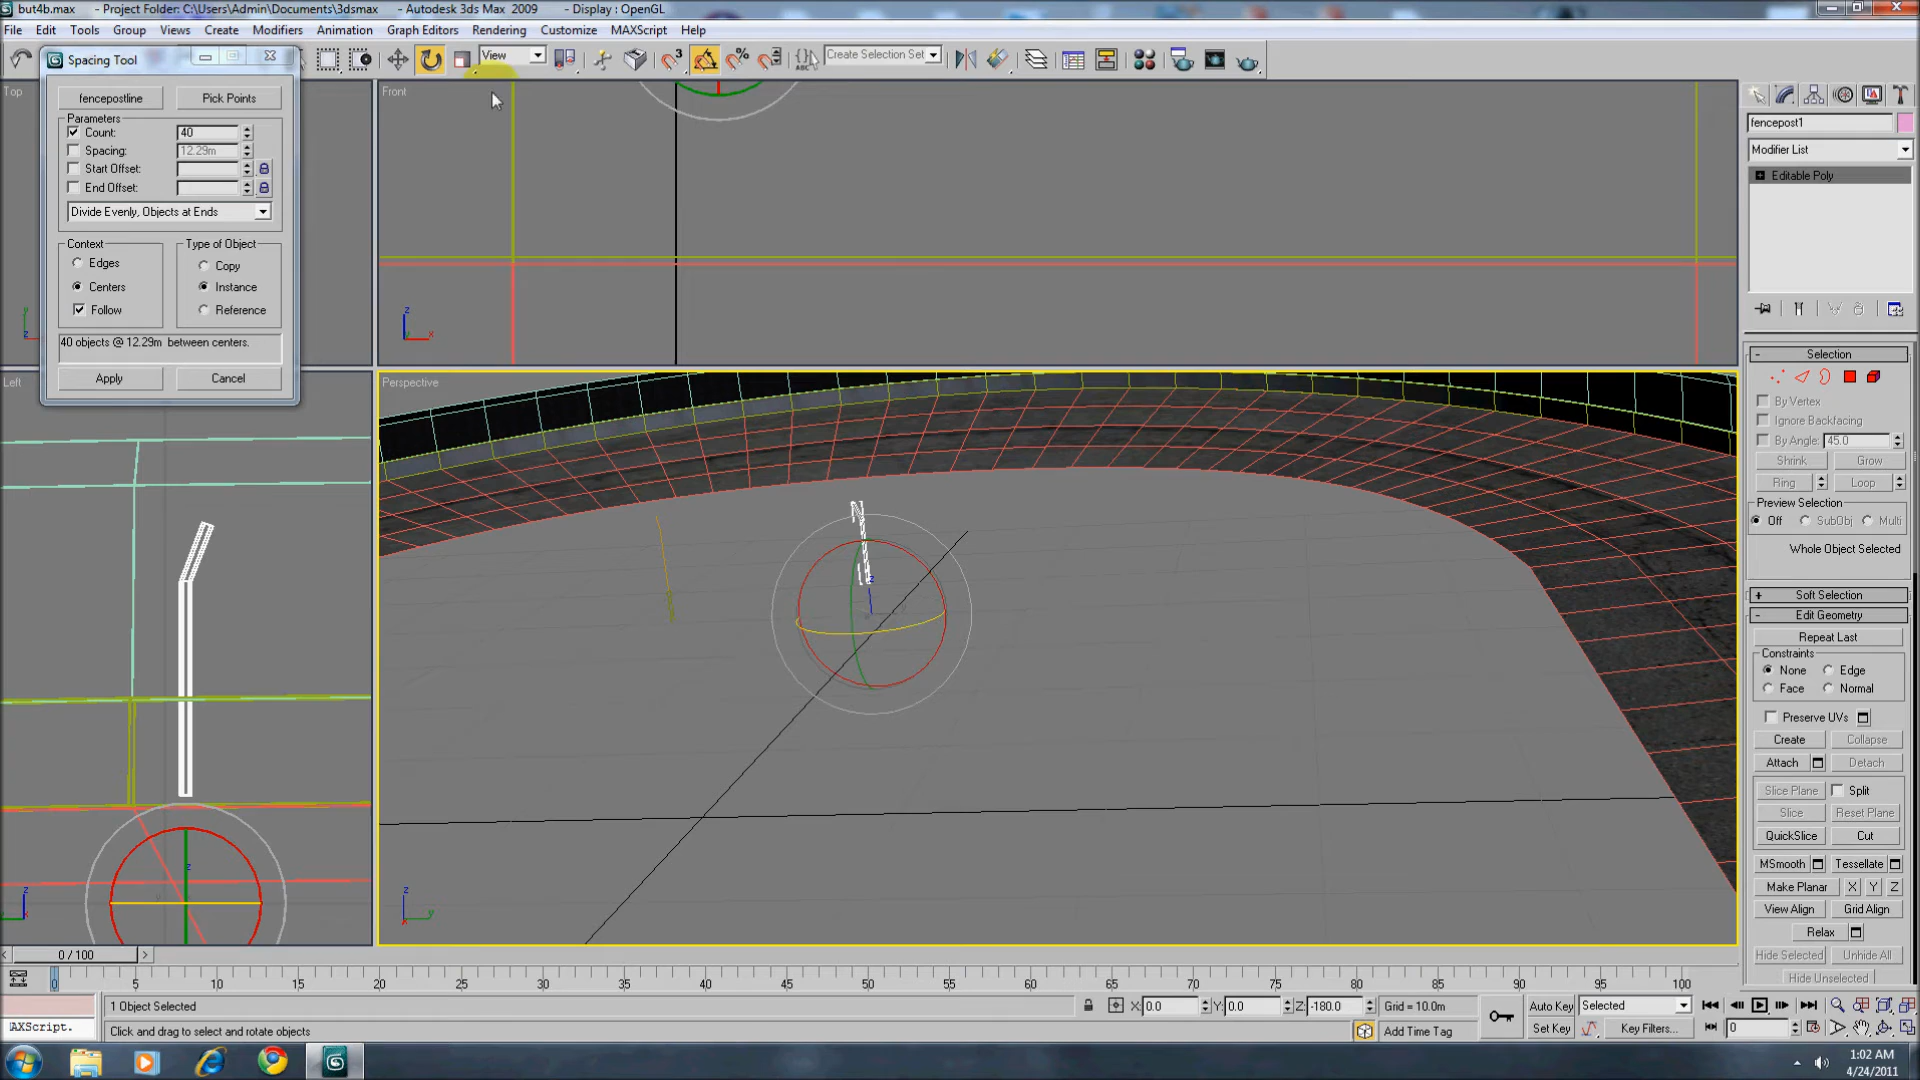 but4b.max - Project Folder: C:\Users\Admin\Documents\3dsmax - Autodesk 3ds Max 2009 - Display : OpenGL
File Edit Tools Group Views Create Modifiers Animation Graph Editors Rendering Customize MAXScript Help
Spacing Tool
View
Create Selection Set
Top
Front
fencepostline Pick Points
Parameters
Count: 40
Spacing: 12.29m
Start Offset:
End Offset:
Divide Evenly, Objects at Ends
Context
Type of Object
Edges
Copy
Centers
Instance
Follow
Reference
40 objects @ 12.29m between centers.
Apply Cancel
Left
Perspective
fencepost1
Modifier List
Editable Poly
Selection
By Vertex
Ignore Backfacing
By Angle: 45.0
Shrink Grow
Ring Loop
Preview Selection
Off SubObj Multi
Whole Object Selected
Soft Selection
Edit Geometry
Repeat Last
Constraints
None Edge
Face Normal
Preserve UVs
Create Collapse
Attach Detach
Slice Plane Split
Slice Reset Plane
QuickSlice Cut
MSmooth Tessellate
Make Planar X Y Z
View Align Grid Align
Relax
Hide Selected Unhide All
Hide Unselected
0 / 100
0 5 10 15 20 25 30 35 40 45 50 55 60 65 70 75 80 85 90 95 100
1 Object Selected
X: 0.0 Y: 0.0 Z: -180.0 Grid = 10.0m
Auto Key Selected
AXScript.
Click and drag to select and rotate objects
Add Time Tag
Set Key Key Filters...
0
1:02 AM
4/24/2011